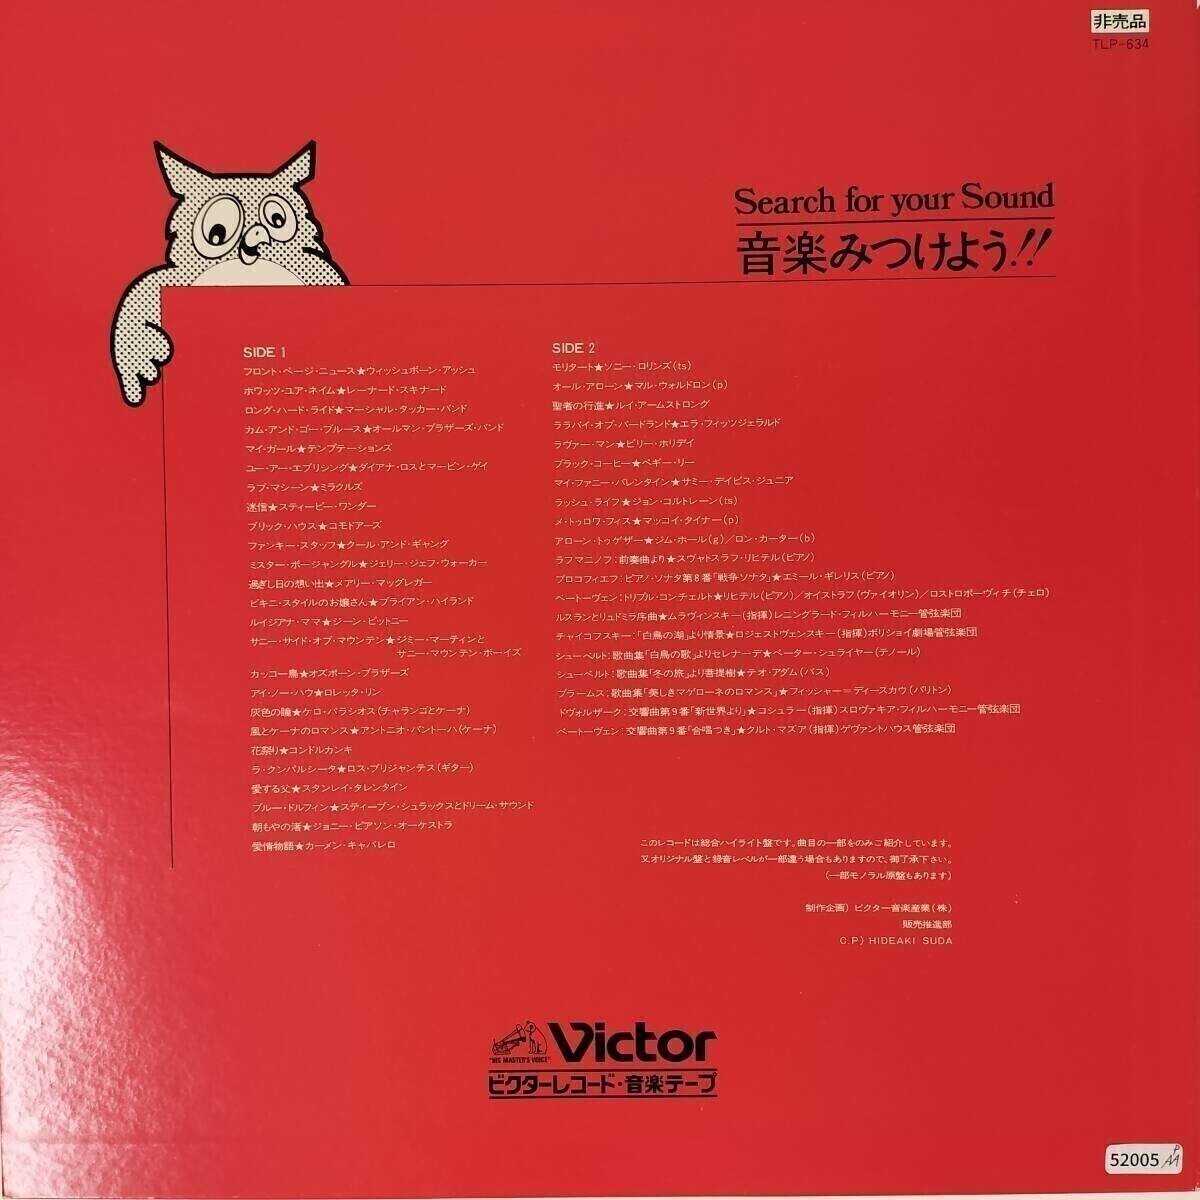 非売品
TLP-634
Search for your Sound
音楽みつけよう!!
SIDE 1
フロント・ページ・ニュース★ウィッシュボーン・アッシュ
ホワッツ・ユア・ネイム★レーナード・スキナード
ロング・ハード・ライド★マーシャル・タッカー・バンド
カム・アンド・ゴー・ブルース★オールマン・ブラザーズ・バンド
マイ・ガール★テンプテーションズ
ユー・アー・エブリシング★ダイアナ・ロスとマービン・ゲイ
ラブ・マシーン★ミラクルズ
迷信★スティービー・ワンダー
ブリック・ハウス★コモドアーズ
ファンキー・スタッフ★クール・アンド・ギャング
ミスター・ボージャングル★ジェリー・ジェフ・ウォーカー
過ぎし日の想い出★メアリー・マッグレガー
ビキニ・スタイルのお嬢さん★ブライアン・ハイランド
ルイジアナ・ママ★ジーン・ピットニー
サニー・サイド・オブ・マウンテン★ジミー・マーティンと
サニー・マウンテン・ボーイズ
カッコー鳥★オズボーン・ブラザーズ
アイ・ノー・ハウ★ロレッタ・リン
灰色の瞳★ケロ・パラシオス(チャランゴとケーナ)
風とケーナのロマンス★アントニオ・パントーハ(ケーナ)
花祭り★コンドルカンキ
ラ・クンパルシータ★ロス・ブリジャンテス(ギター)
愛する父★スタンレイ・タレンタイン
ブルー・ドルフィン★スティーブン・シュラックスとドリーム・サウンド
朝もやの渚★ジョニー・ピアソン・オーケストラ
愛情物語★カーメン・キャバレロ
SIDE 2
モリタート★ソニー・ロリンズ(ts)
オール・アローン★マル・ウォルドロン(p)
聖者の行進★ルイ・アームストロング
ララバイ・オブ・バードランド★エラ・フィッツジェラルド
ラヴァー・マン★ビリー・ホリデイ
ブラック・コーヒー★ペギー・リー
マイ・ファニー・バレンタイン★サミー・デイビス・ジュニア
ラッシュ・ライフ★ジョン・コルトレーン(ts)
メ・トゥロワ・フィス★マッコイ・タイナー(p)
アローン・トゥゲザー★ジム・ホール(g)/ロン・カーター(b)
ラフマニノフ:前奏曲より★スヴャトスラフ・リヒテル(ピアノ)
プロコフィエフ:ピアノ・ソナタ第8番「戦争ソナタ」★エミール・ギレリス(ピアノ)
ベートーヴェン:トリプル・コンチェルト★リヒテル(ピアノ)/オイストラフ(ヴァイオリン)/ロストロポーヴィチ(チェロ)
ルスランとリュドミラ序曲★ムラヴィンスキー(指揮)レニングラード・フィルハーモニー管弦楽団
チャイコフスキー:「白鳥の湖」より情景★ロジェストヴェンスキー(指揮)ボリショイ劇場管弦楽団
シューベルト:歌曲集「白鳥の歌」よりセレナーデ★ペーター・シュライヤー(テノール)
シューベルト:歌曲集「冬の旅」より菩提樹★テオ・アダム(バス)
ブラームス:歌曲集「美しきマゲローネのロマンス」★フィッシャー=ディースカウ(バリトン)
ドヴォルザーク:交響曲第9番「新世界より」★コシュラー(指揮)スロヴァキア・フィルハーモニー管弦楽団
ベートーヴェン:交響曲第9番「合唱つき」★クルト・マズア(指揮)ゲヴァントハウス管弦楽団
このレコードは総合ハイライト盤です。曲目の一部をのみご紹介しています。
又オリジナル盤と録音レベルが一部違う場合もありますので、御了承下さい。
(一部モノラル原盤もあります)
制作企画) ビクター音楽産業(株)
販売推進部
C.P) HIDEAKI SUDA
"HIS MASTER'S VOICE"
Victor
ビクターレコード・音楽テープ
52005